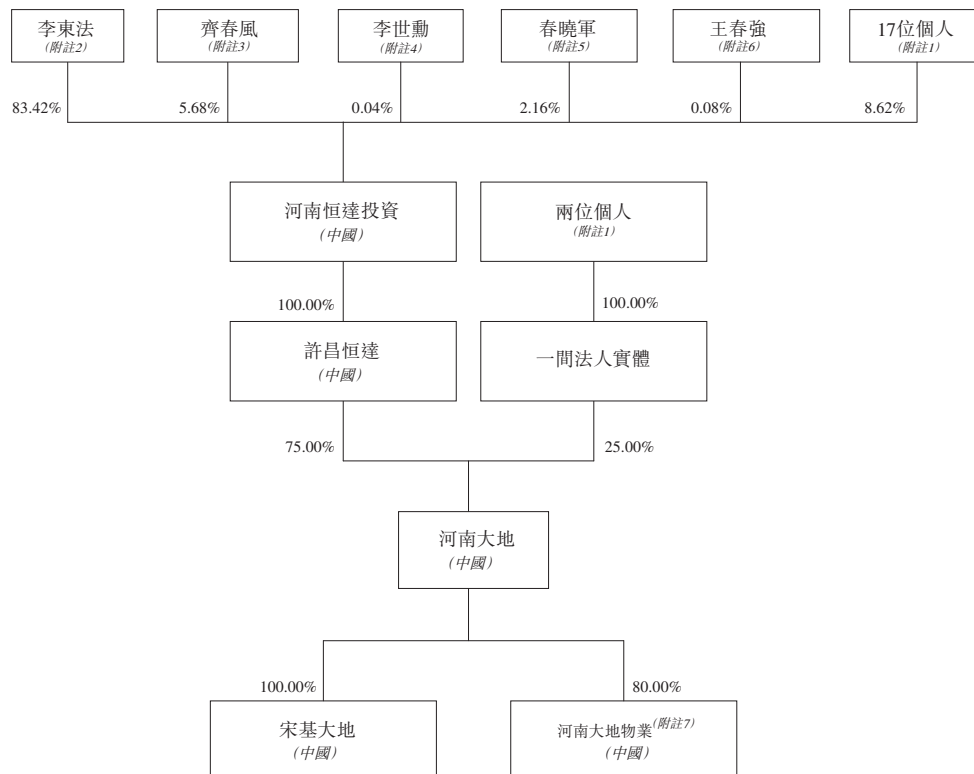 李東法
(附註2)
齊春風
(附註3)
李世勳
(附註4)
春曉軍
(附註5)
王春強
(附註6)
17位個人
(附註1)
83.42%
5.68%
0.04%
2.16%
0.08%
8.62%
河南恒達投資
(中國)
兩位個人
(附註1)
100.00%
100.00%
許昌恒達
(中國)
一間法人實體
75.00%
25.00%
河南大地
(中國)
100.00%
80.00%
宋基大地
(中國)
河南大地物業(附註7)
(中國)